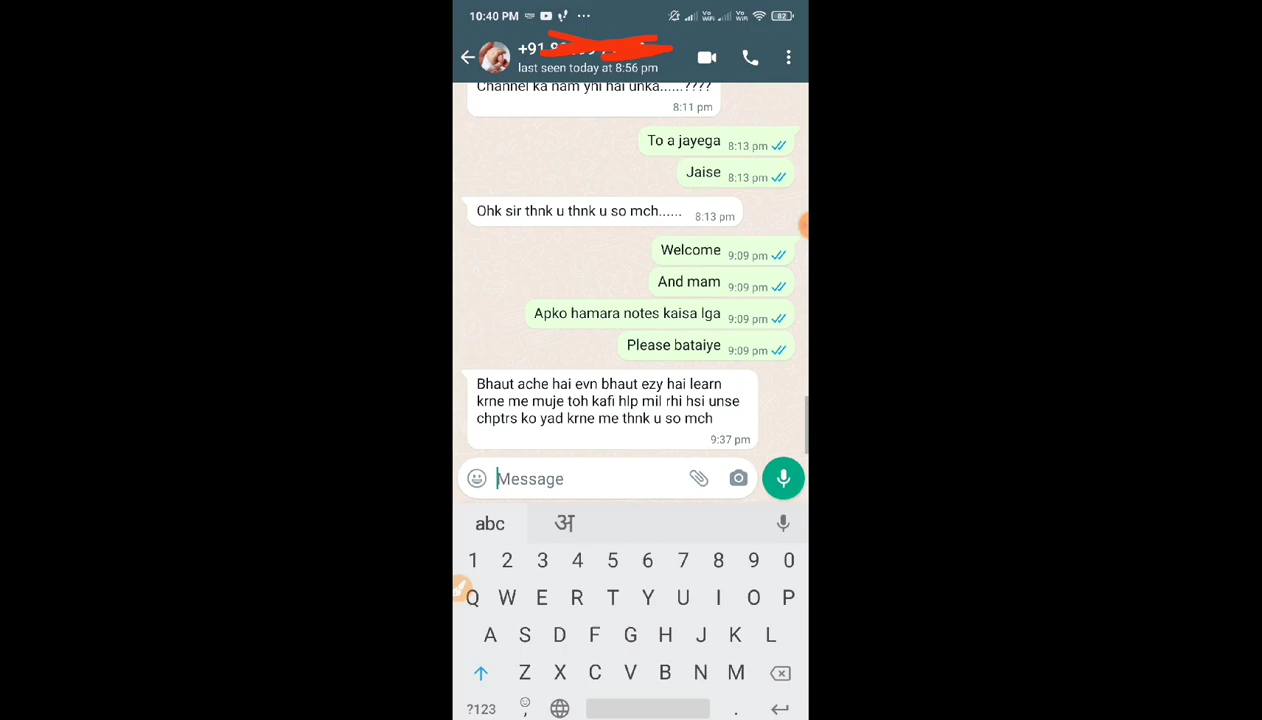 10:40 PM
82
+91
last seen today at 8:56 pm
Channel ka nam yhi hai unka......????
8:11 pm
To a jayega 8:13 pm
Jaise 8:13 pm
Ohk sir thnk u thnk u so mch...... 8:13 pm
Welcome 9:09 pm
And mam 9:09 pm
Apko hamara notes kaisa lga 9:09 pm
Please bataiye 9:09 pm
Bhaut ache hai evn bhaut ezy hai learn
krne me muje toh kafi hlp mil rhi hsi unse
chptrs ko yad krne me thnk u so mch
9:37 pm
Message
abc अ
1 2 3 4 5 6 7 8 9 0
Q W E R T Y U I O P
A S D F G H J K L
Z X C V B N M
?123 , .